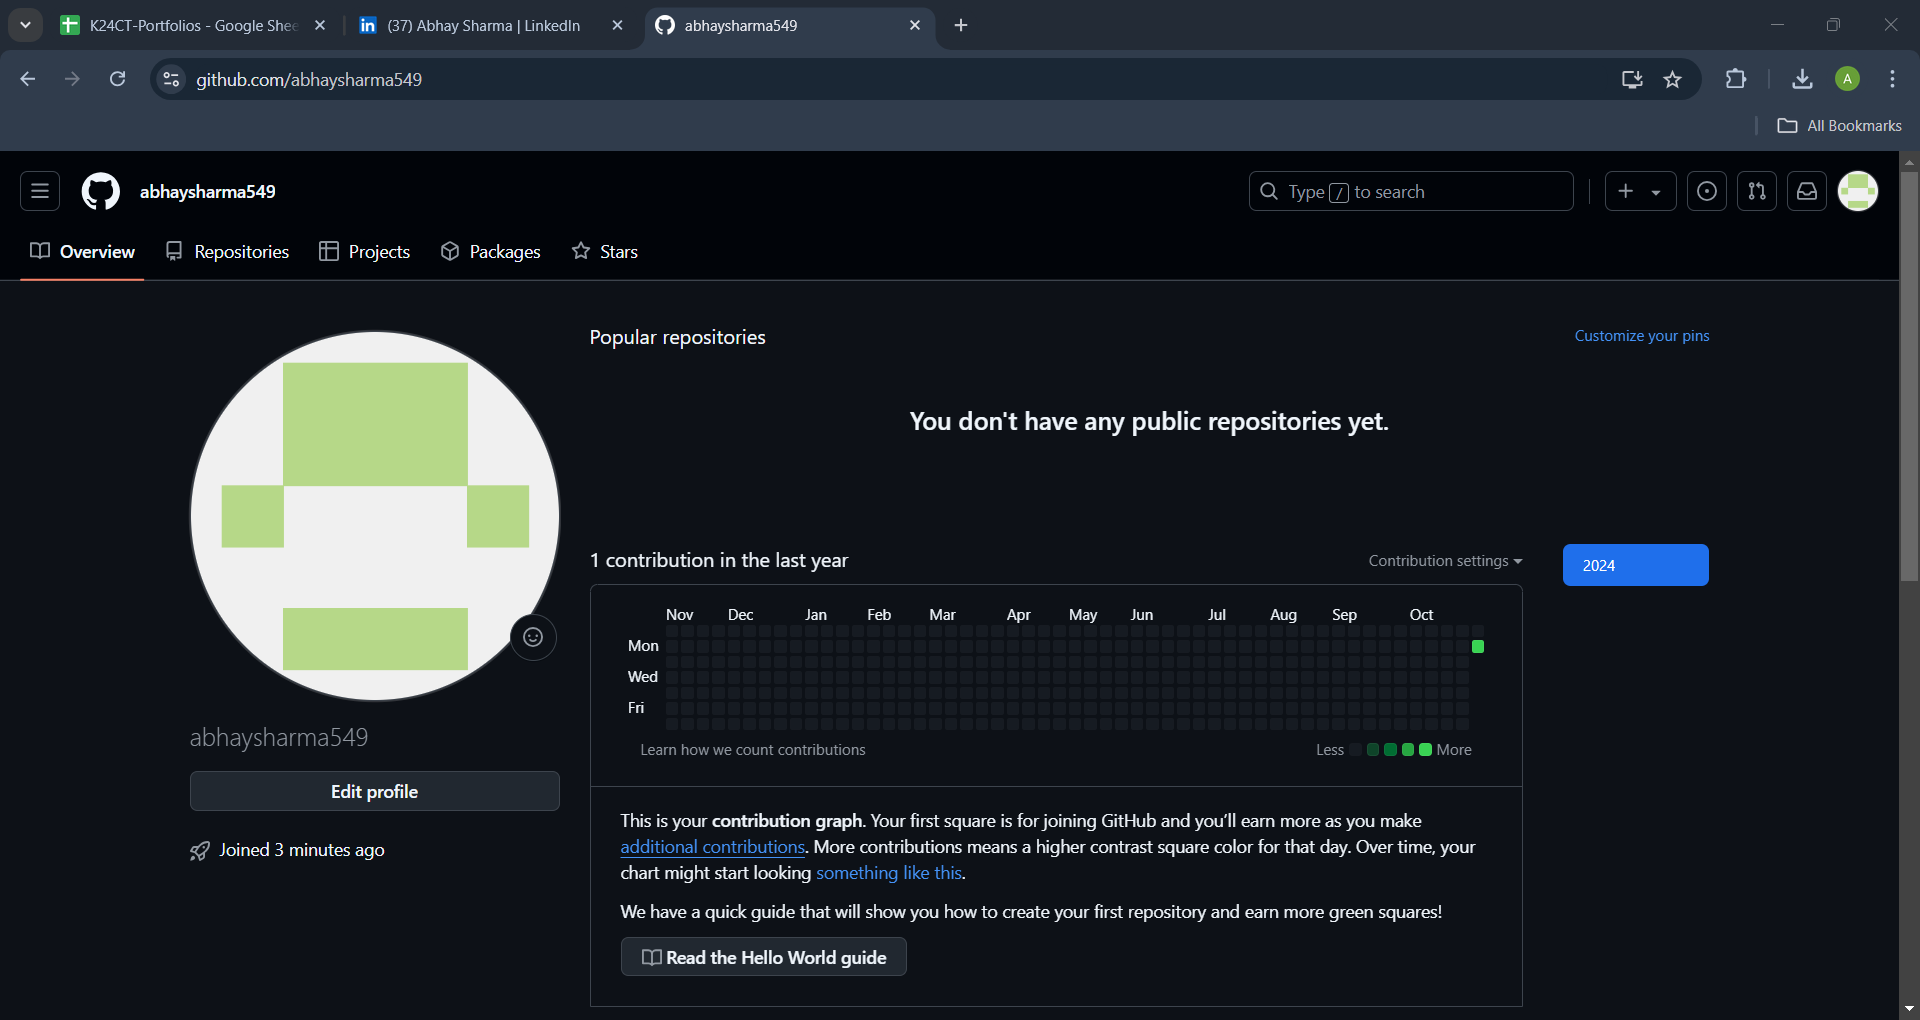 K24CT-Portfolios - Google Shee
(37) Abhay Sharma | LinkedIn
abhaysharma549
github.com/abhaysharma549
A
All Bookmarks
abhaysharma549
Type / to search
Overview
Repositories
Projects
Packages
Stars
Popular repositories
Customize your pins
You don't have any public repositories yet.
1 contribution in the last year
Contribution settings
2024
Nov Dec Jan Feb Mar Apr May Jun Jul Aug Sep Oct
Mon
Wed
Fri
Learn how we count contributions
Less
More
abhaysharma549
Edit profile
Joined 3 minutes ago
This is your contribution graph. Your first square is for joining GitHub and you’ll earn more as you make
additional contributions. More contributions means a higher contrast square color for that day. Over time, your
chart might start looking something like this.
We have a quick guide that will show you how to create your first repository and earn more green squares!
Read the Hello World guide